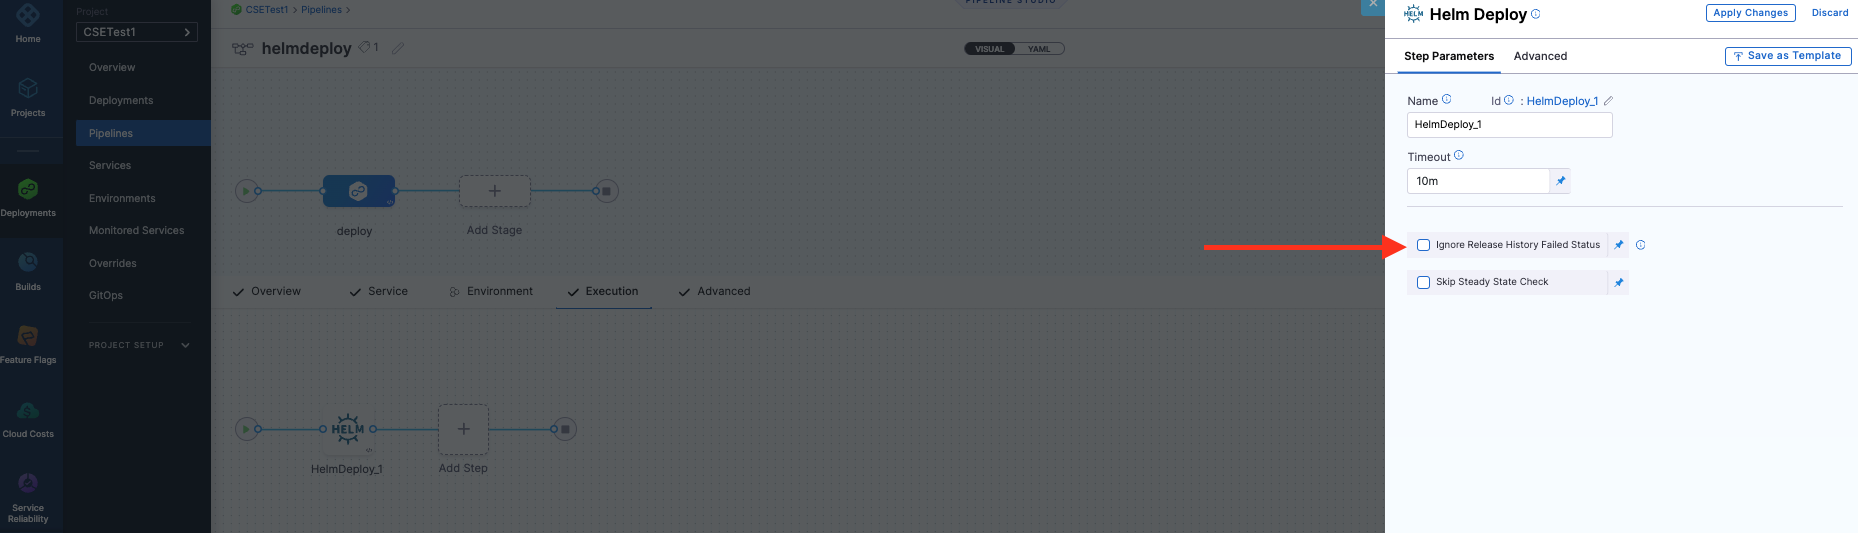 Home
Projects
Deployments
Builds
Feature Flags
Cloud Costs
Service
Reliability
Project
CSETest1
Overview
Deployments
Pipelines
Services
Environments
Monitored Services
Overrides
GitOps
PROJECT SETUP
CSETest1 > Pipelines >
PIPELINE STUDIO
helmdeploy 1
VISUAL YAML
deploy
Add Stage
Overview Service Environment Execution Advanced
HELM
HelmDeploy_1
Add Step
HELM Helm Deploy
Apply Changes Discard
Step Parameters Advanced
Save as Template
Name Id : HelmDeploy_1
HelmDeploy_1
Timeout
10m
Ignore Release History Failed Status
Skip Steady State Check